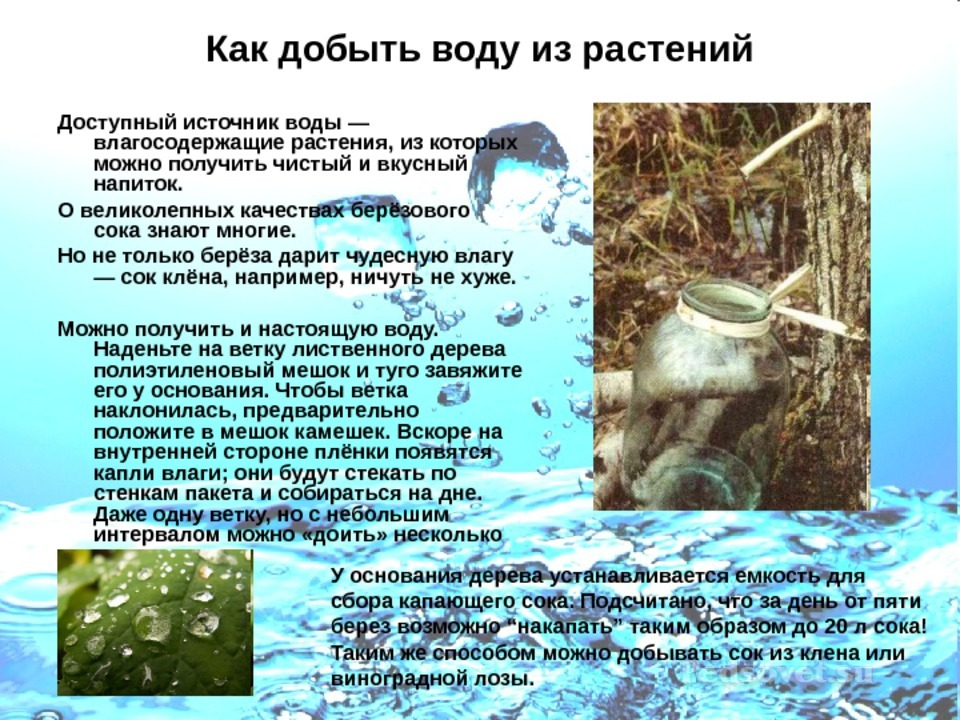 Как добыть воду из растений
Доступный источник воды —
влагосодержащие растения, из которых
можно получить чистый и вкусный
напиток.
О великолепных качествах берёзового
сока знают многие.
Но не только берёза дарит чудесную влагу
— сок клёна, например, ничуть не хуже.
Можно получить и настоящую воду.
Наденьте на ветку лиственного дерева
полиэтиленовый мешок и туго завяжите
его у основания. Чтобы ветка
наклонилась, предварительно
положите в мешок камешек. Вскоре на
внутренней стороне плёнки появятся
капли влаги; они будут стекать по
стенкам пакета и собираться на дне.
Даже одну ветку, но с небольшим
интервалом можно «доить» несколько
У основания дерева устанавливается емкость для
сбора капающего сока. Подсчитано, что за день от пяти
берез возможно “накапать” таким образом до 20 л сока!
Таким же способом можно добывать сок из клена или
виноградной лозы.